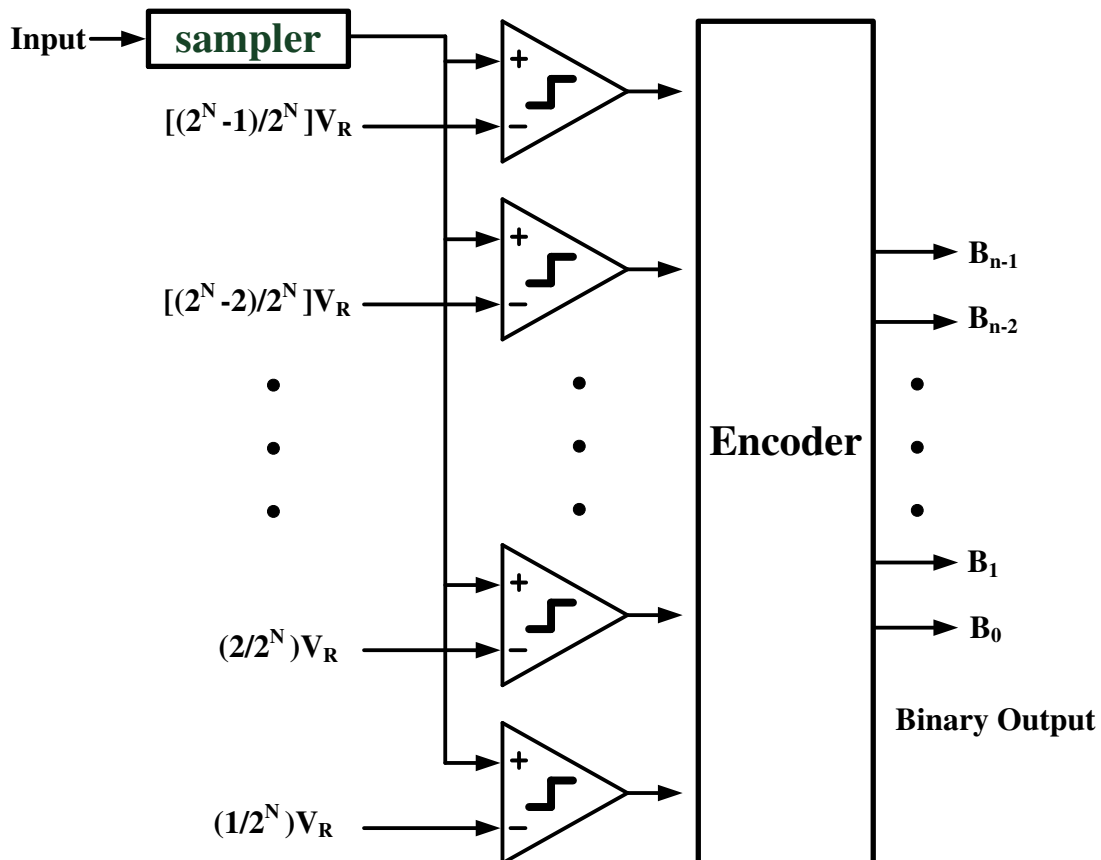 Input
sampler
[(2^N -1)/2^N ]V_R
+
−
[(2^N -2)/2^N ]V_R
+
−
B_n-1
B_n-2
Encoder
+
−
(2/2^N )V_R
B_1
B_0
Binary Output
+
−
(1/2^N )V_R